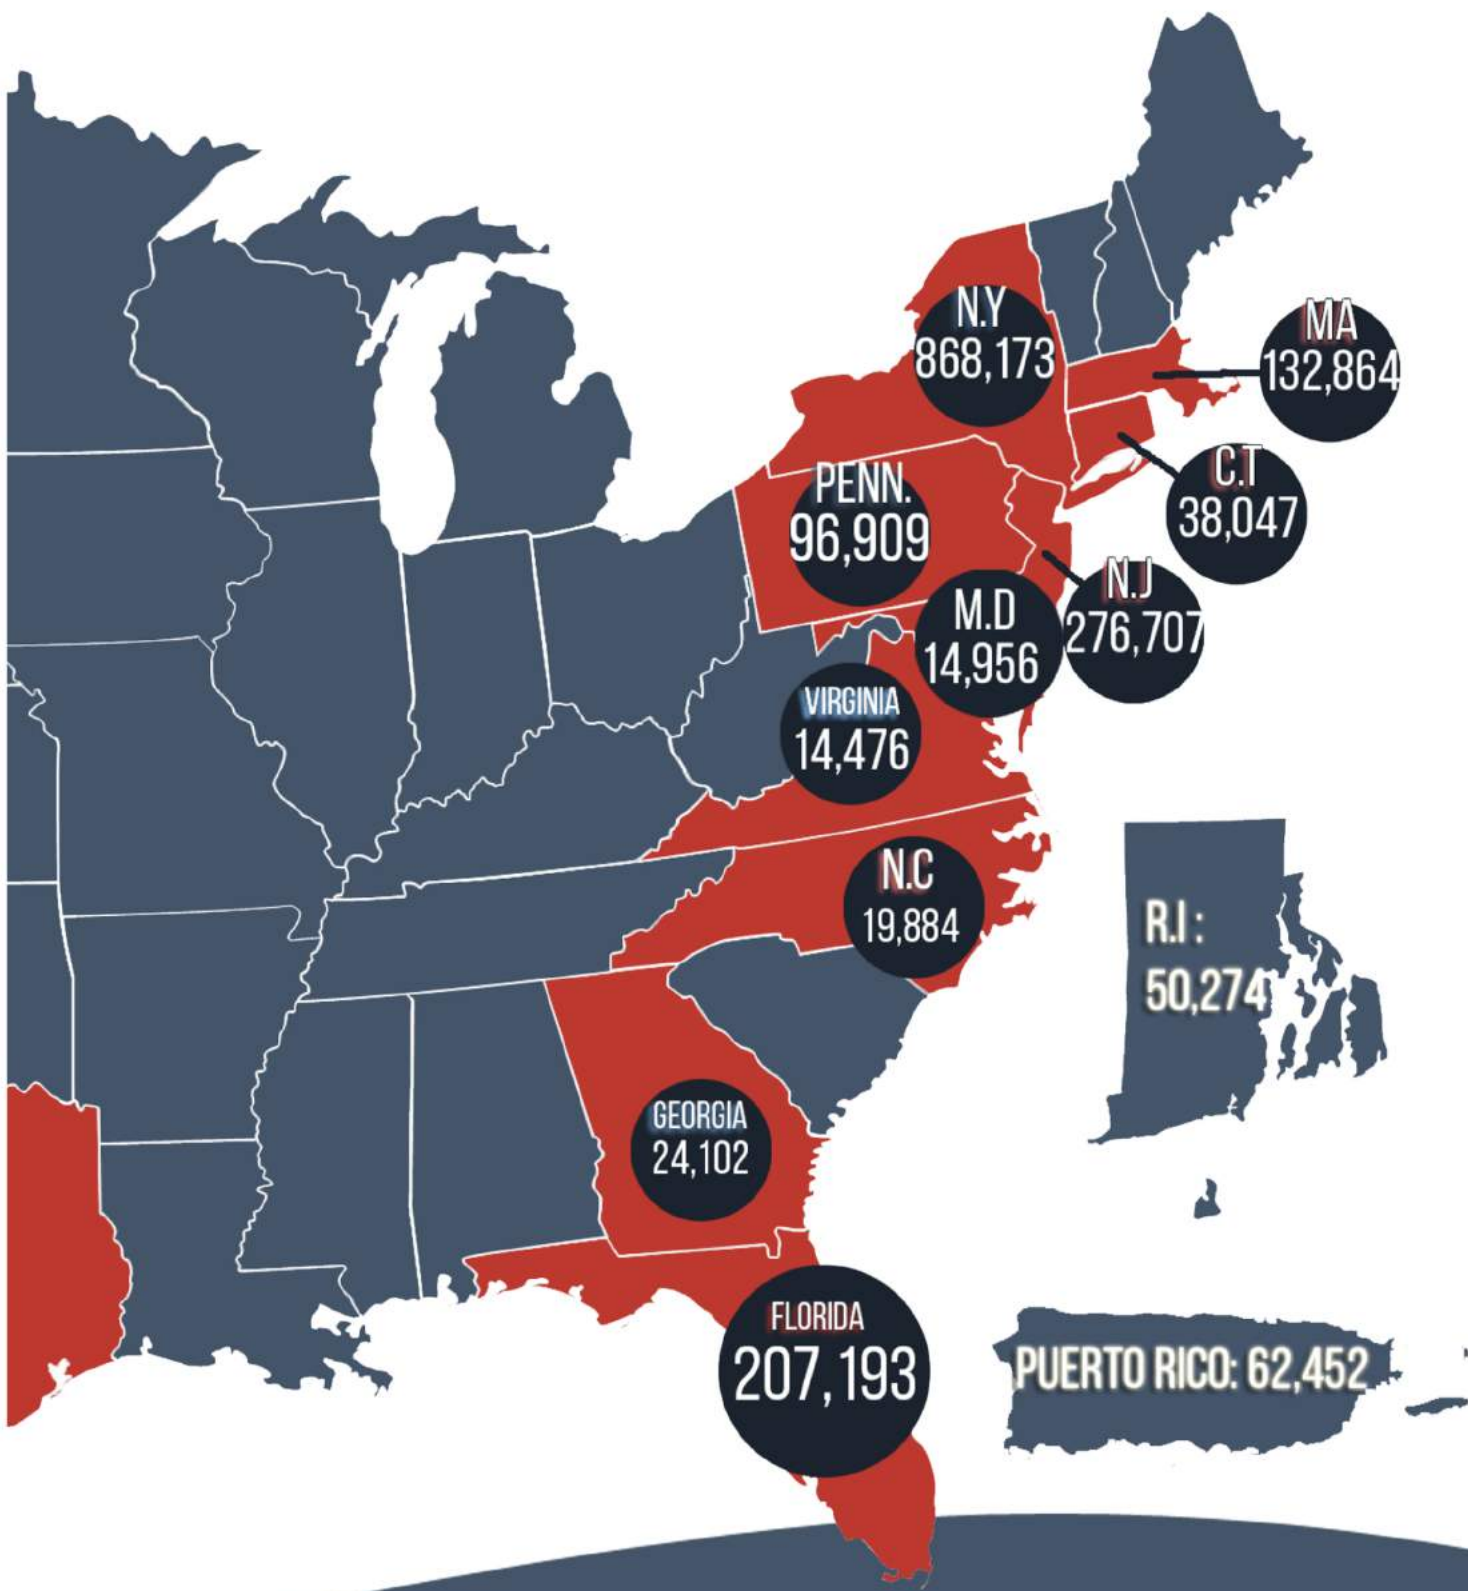 N.Y
868,173
MA
132,864
C.T
38,047
PENN.
96,909
N.J
276,707
M.D
14,956
VIRGINIA
14,476
N.C
19,884
R.I :
50,274
GEORGIA
24,102
FLORIDA
207,193
PUERTO RICO: 62,452